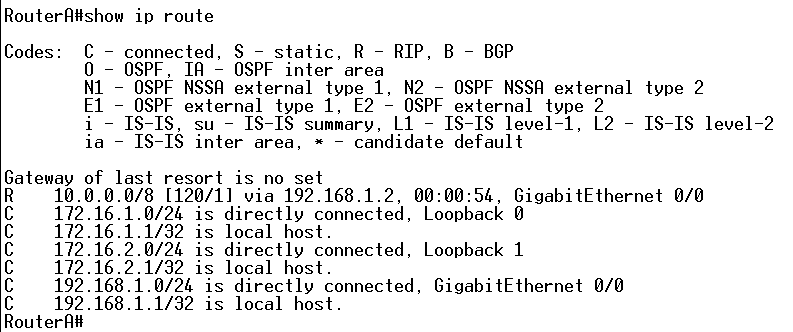 RouterA#show ip route

Codes:  C - connected, S - static, R - RIP, B - BGP
        O - OSPF, IA - OSPF inter area
        N1 - OSPF NSSA external type 1, N2 - OSPF NSSA external type 2
        E1 - OSPF external type 1, E2 - OSPF external type 2
        i - IS-IS, su - IS-IS summary, L1 - IS-IS level-1, L2 - IS-IS level-2
        ia - IS-IS inter area, * - candidate default

Gateway of last resort is no set
R    10.0.0.0/8 [120/1] via 192.168.1.2, 00:00:54, GigabitEthernet 0/0
C    172.16.1.0/24 is directly connected, Loopback 0
C    172.16.1.1/32 is local host.
C    172.16.2.0/24 is directly connected, Loopback 1
C    172.16.2.1/32 is local host.
C    192.168.1.0/24 is directly connected, GigabitEthernet 0/0
C    192.168.1.1/32 is local host.
RouterA#